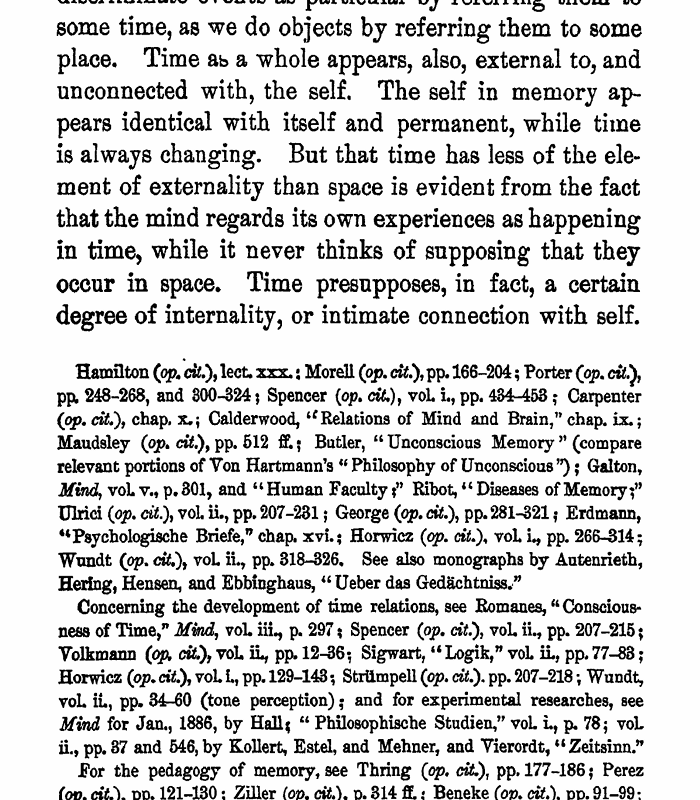 discriminate events as particular by referring them to
some time, as we do objects by referring them to some
place. Time as a whole appears, also, external to, and
unconnected with, the self. The self in memory ap-
pears identical with itself and permanent, while time
is always changing. But that time has less of the ele-
ment of externality than space is evident from the fact
that the mind regards its own experiences as happening
in time, while it never thinks of supposing that they
occur in space. Time presupposes, in fact, a certain
degree of internality, or intimate connection with self.
Hamilton (op. cit.), lect. xxx.; Morell (op. cit.), pp. 166–204; Porter (op. cit.),
pp. 248–268, and 300–324; Spencer (op. cit.), vol. i., pp. 434–453; Carpenter
(op. cit.), chap. x.; Calderwood, “Relations of Mind and Brain,” chap. ix.;
Maudsley (op. cit.), pp. 512 ff.; Butler, “Unconscious Memory” (compare
relevant portions of Von Hartmann's “Philosophy of Unconscious”); Galton,
Mind, vol. v., p. 301, and “Human Faculty;” Ribot, “Diseases of Memory;”
Ulrici (op. cit.), vol. ii., pp. 207–231; George (op. cit.), pp. 281–321; Erdmann,
“Psychologische Briefe,” chap. xvi.; Horwicz (op. cit.), vol. i., pp. 266–314;
Wundt (op. cit.), vol. ii., pp. 318–326. See also monographs by Autenrieth,
Hering, Hensen, and Ebbinghaus, “Ueber das Gedächtniss.”
Concerning the development of time relations, see Romanes, “Conscious-
ness of Time,” Mind, vol. iii., p. 297; Spencer (op. cit.), vol. ii., pp. 207–215;
Volkmann (op. cit.), vol. ii., pp. 12–36; Sigwart, “Logik,” vol. ii., pp. 77–83;
Horwicz (op. cit.), vol. i., pp. 129–143; Strümpell (op. cit.). pp. 207–218; Wundt,
vol. ii., pp. 34–60 (tone perception); and for experimental researches, see
Mind for Jan., 1886, by Hall; “Philosophische Studien,” vol. i., p. 78; vol.
ii., pp. 37 and 546, by Kollert, Estel, and Mehner, and Vierordt, “Zeitsinn.”
For the pedagogy of memory, see Thring (op. cit.), pp. 177–186; Perez
(op. cit.), pp. 121–130; Ziller (op. cit.), p. 314 ff.; Beneke (op. cit.), pp. 91–99;